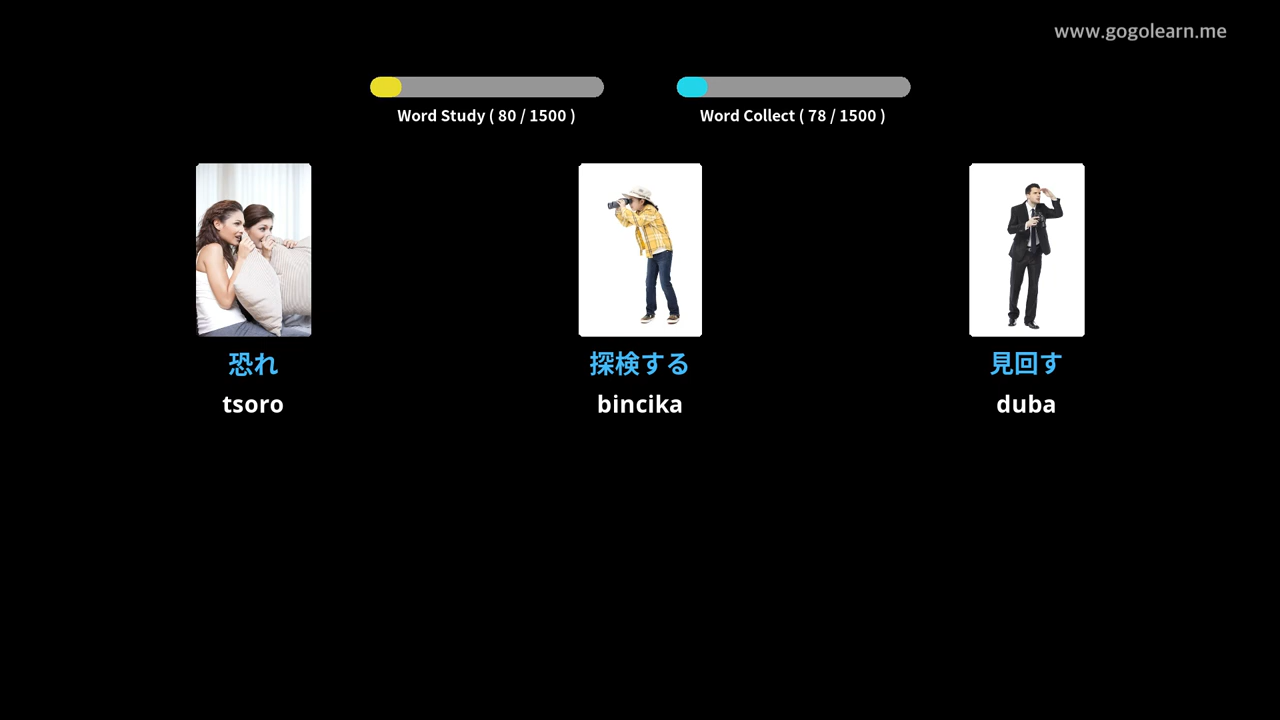 www.gogolearn.me
Word Study ( 80 / 1500 )
Word Collect ( 78 / 1500 )
恐れ
探検する
見回す
tsoro
bincika
duba